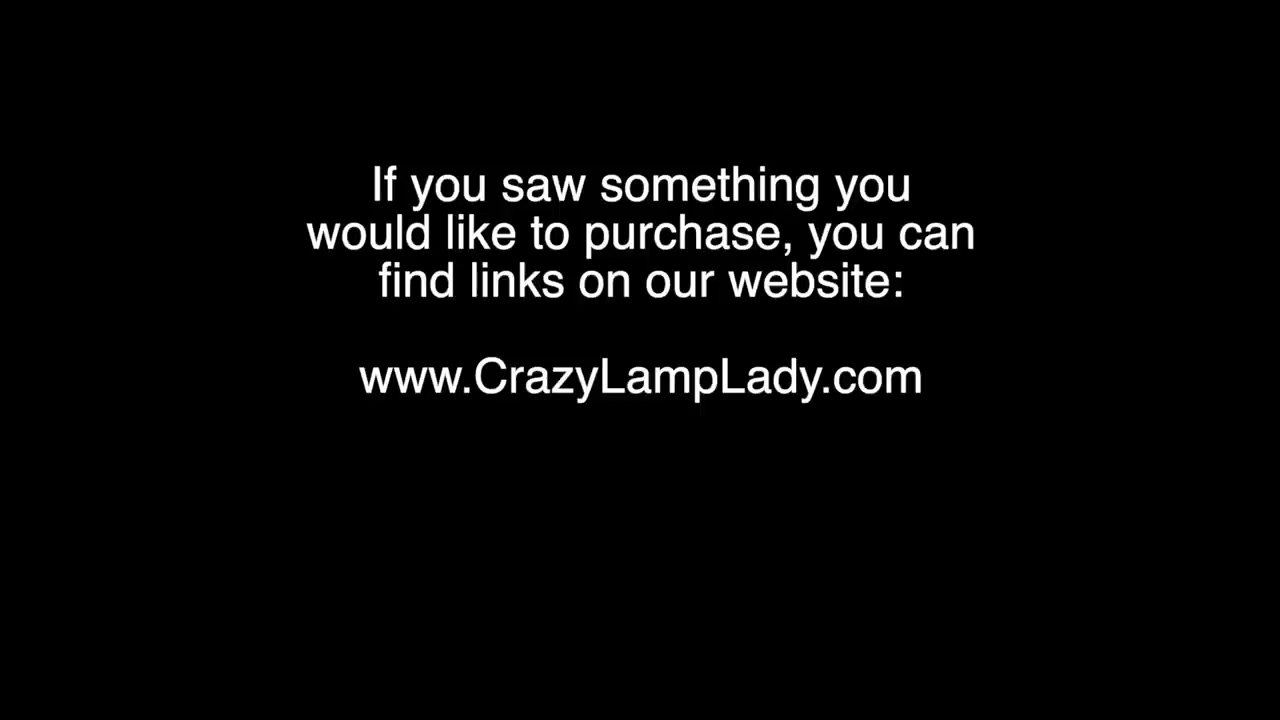 If you saw something you
would like to purchase, you can
find links on our website:
www.CrazyLampLady.com